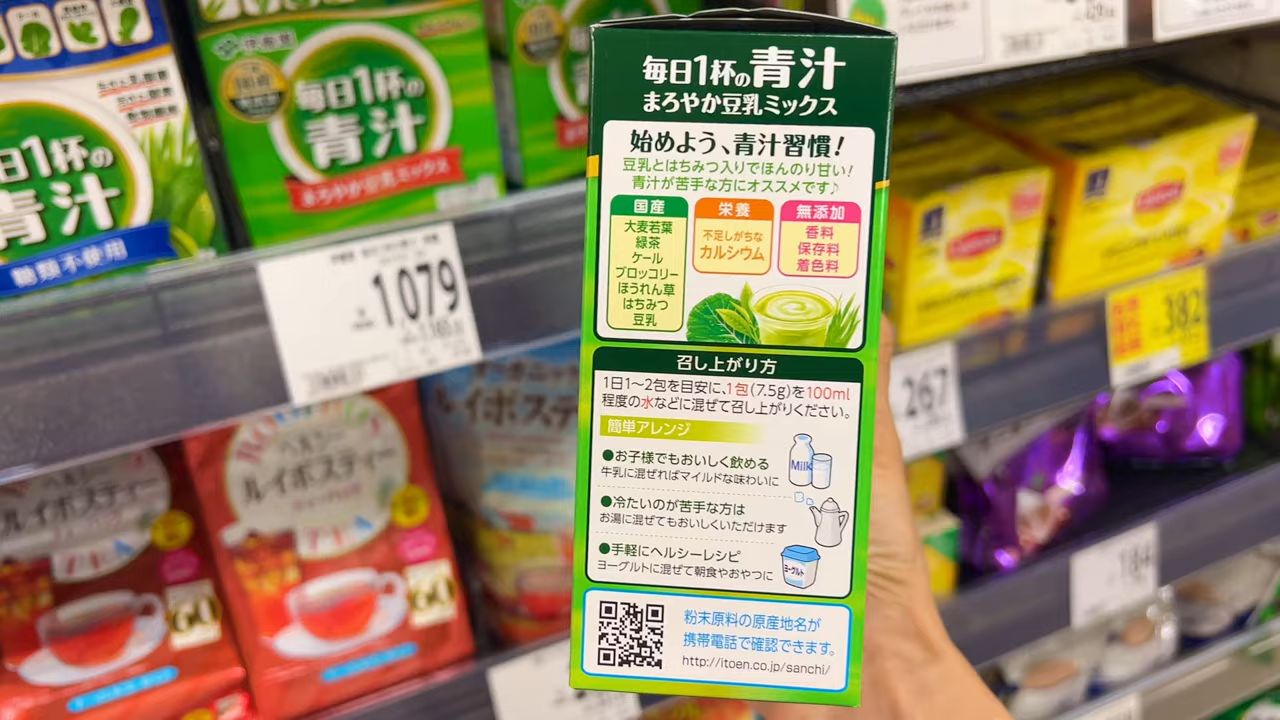 毎日1杯の青汁
まろやか豆乳ミックス
始めよう、青汁習慣!
豆乳とはちみつ入りでほんのり甘い!
青汁が苦手な方にオススメです♪
国産
大麦若葉
緑茶
ケール
ブロッコリー
ほうれん草
はちみつ
豆乳
栄養
不足しがちな
カルシウム
無添加
香料
保存料
着色料
召し上がり方
1日1〜2包を目安に、1包(7.5g)を100ml
程度の水などに混ぜて召し上がりください。
簡単アレンジ
●お子様でもおいしく飲める
牛乳に混ぜればマイルドな味わいに
Milk
●冷たいのが苦手な方は
お湯に混ぜてもおいしくいただけます
●手軽にヘルシーレシピ
ヨーグルトに混ぜて朝食やおやつに
ヨーグルト
粉末原料の原産地名が
携帯電話で確認できます。
http://itoen.co.jp/sanchi/
伊藤園
毎日1杯の
青汁
まろやか豆乳ミックス
日1杯の
青汁
糖類不使用
1079
ルイボスティー
60
ルイボスティー
60
Lipton
Lipton
382
267
184